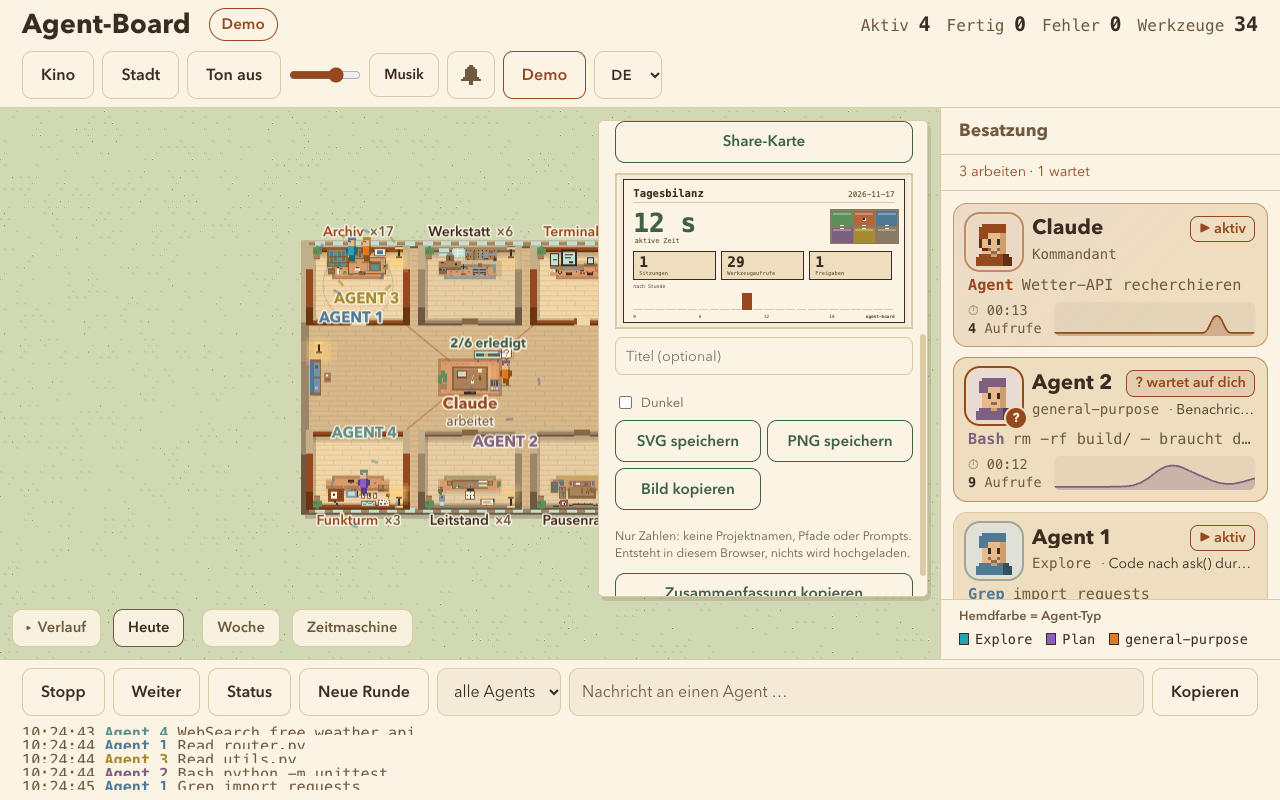 Agent-Board Demo
Aktiv 4 Fertig 0 Fehler 0 Werkzeuge 34
Kino Stadt Ton aus Musik Demo DE
Archiv ×17 Werkstatt ×6 Terminal
AGENT 3
AGENT 1
2/6 erledigt
Claude
arbeitet
AGENT 4
AGENT 2
Funkturm ×3 Leitstand ×4 Pausenra
Share-Karte
Tagesbilanz 2026-11-17
12 s
aktive Zeit
1 29 1
Sitzungen Werkzeugaufrufe Freigaben
nach Stunde
0 6 12 18 agent-board
Titel (optional)
Dunkel
SVG speichern PNG speichern
Bild kopieren
Nur Zahlen: keine Projektnamen, Pfade oder Prompts.
Entsteht in diesem Browser, nichts wird hochgeladen.
Zusammenfassung kopieren
Besatzung
3 arbeiten · 1 wartet
Claude ▶ aktiv
Kommandant
Agent Wetter-API recherchieren
⏱ 00:13
4 Aufrufe
Agent 2 ? wartet auf dich
?
general-purpose · Benachric…
Bash rm -rf build/ — braucht d…
⏱ 00:12
9 Aufrufe
Agent 1 ▶ aktiv
Explore · Code nach ask() dur…
Grep import requests
Hemdfarbe = Agent-Typ
Explore Plan general-purpose
▸ Verlauf Heute Woche Zeitmaschine
Stopp Weiter Status Neue Runde alle Agents Nachricht an einen Agent … Kopieren
10:24:43 Agent 4 WebSearch free weather api
10:24:44 Agent 1 Read router.py
10:24:44 Agent 3 Read utils.py
10:24:44 Agent 2 Bash python -m unittest
10:24:45 Agent 1 Grep import requests